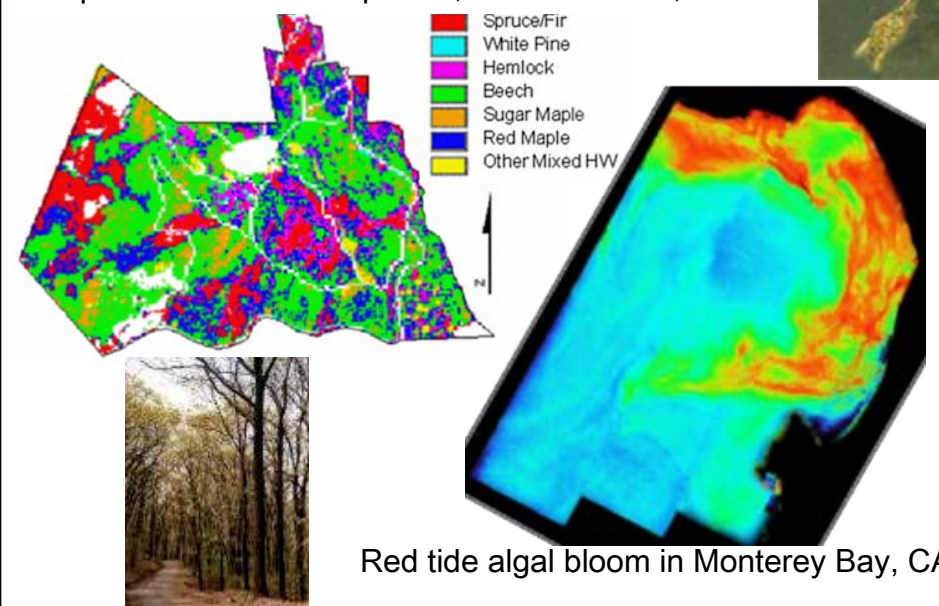 Spruce/Fir
White Pine
Hemlock
Beech
Sugar Maple
Red Maple
Other Mixed HW
N
Red tide algal bloom in Monterey Bay, CA